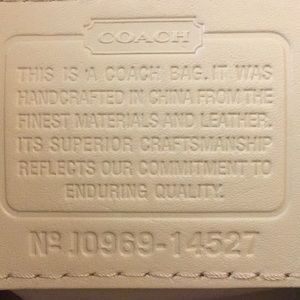 COACH
THIS IS A COACH BAG. IT WAS
HANDCRAFTED IN CHINA FROM THE
FINEST MATERIALS AND LEATHER.
ITS SUPERIOR CRAFTSMANSHIP
REFLECTS OUR COMMITMENT TO
ENDURING QUALITY.
Nº J0969-14527